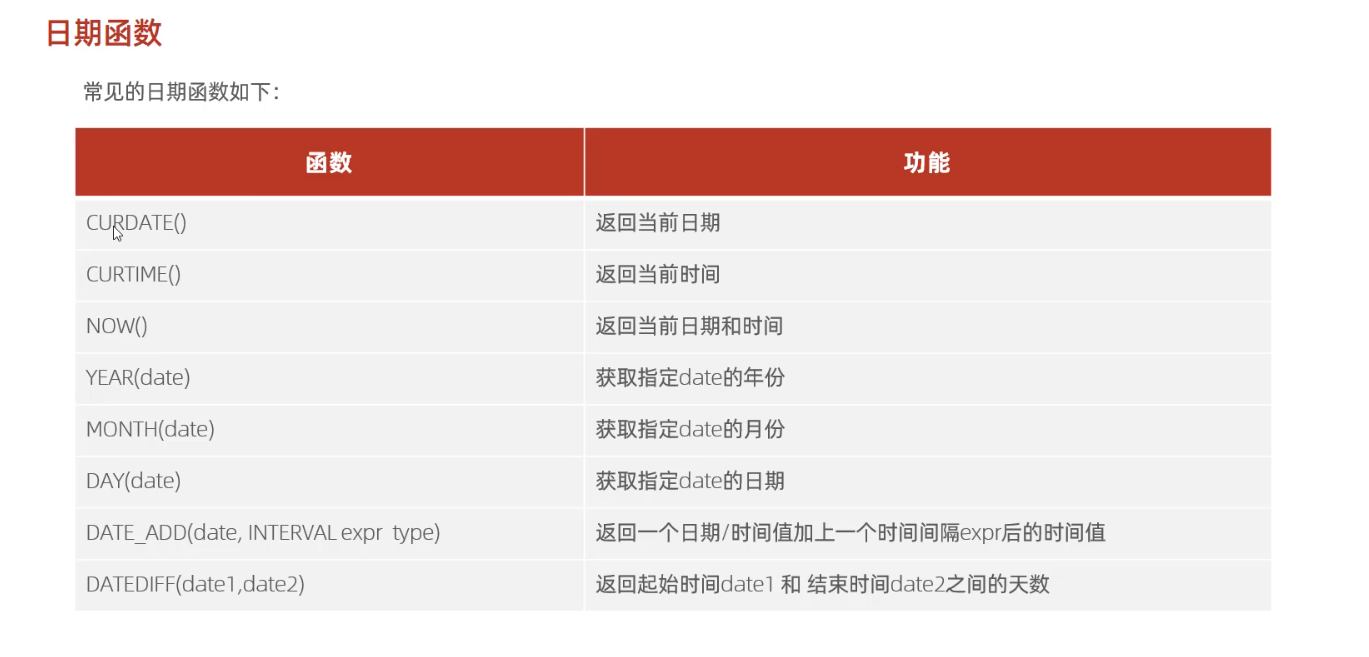 日期函数
常见的日期函数如下：
函数 功能
CURDATE() 返回当前日期
CURTIME() 返回当前时间
NOW() 返回当前日期和时间
YEAR(date) 获取指定date的年份
MONTH(date) 获取指定date的月份
DAY(date) 获取指定date的日期
DATE_ADD(date, INTERVAL expr type) 返回一个日期/时间值加上一个时间间隔expr后的时间值
DATEDIFF(date1,date2) 返回起始时间date1 和 结束时间date2之间的天数